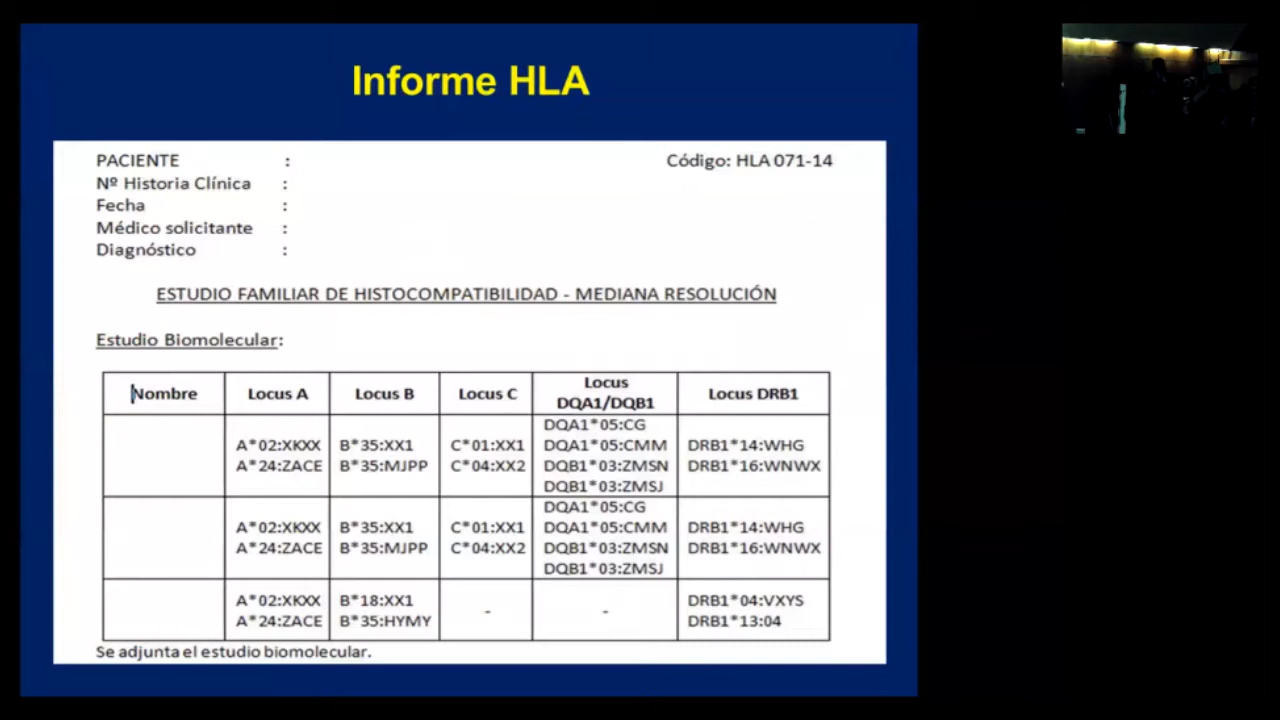 Informe HLA
PACIENTE : Código: HLA 071-14
Nº Historia Clínica :
Fecha :
Médico solicitante :
Diagnóstico :
ESTUDIO FAMILIAR DE HISTOCOMPATIBILIDAD - MEDIANA RESOLUCIÓN
Estudio Biomolecular:
Nombre Locus A Locus B Locus C Locus DQA1/DQB1 Locus DRB1
DQA1*05:CG
A*02:XKXX B*35:XX1 C*01:XX1 DQA1*05:CMM DRB1*14:WHG
A*24:ZACE B*35:MJPP C*04:XX2 DQB1*03:ZMSN DRB1*16:WNWX
DQB1*03:ZMSJ
DQA1*05:CG
A*02:XKXX B*35:XX1 C*01:XX1 DQA1*05:CMM DRB1*14:WHG
A*24:ZACE B*35:MJPP C*04:XX2 DQB1*03:ZMSN DRB1*16:WNWX
DQB1*03:ZMSJ
A*02:XKXX B*18:XX1 - - DRB1*04:VXYS
A*24:ZACE B*35:HYMY DRB1*13:04
Se adjunta el estudio biomolecular.